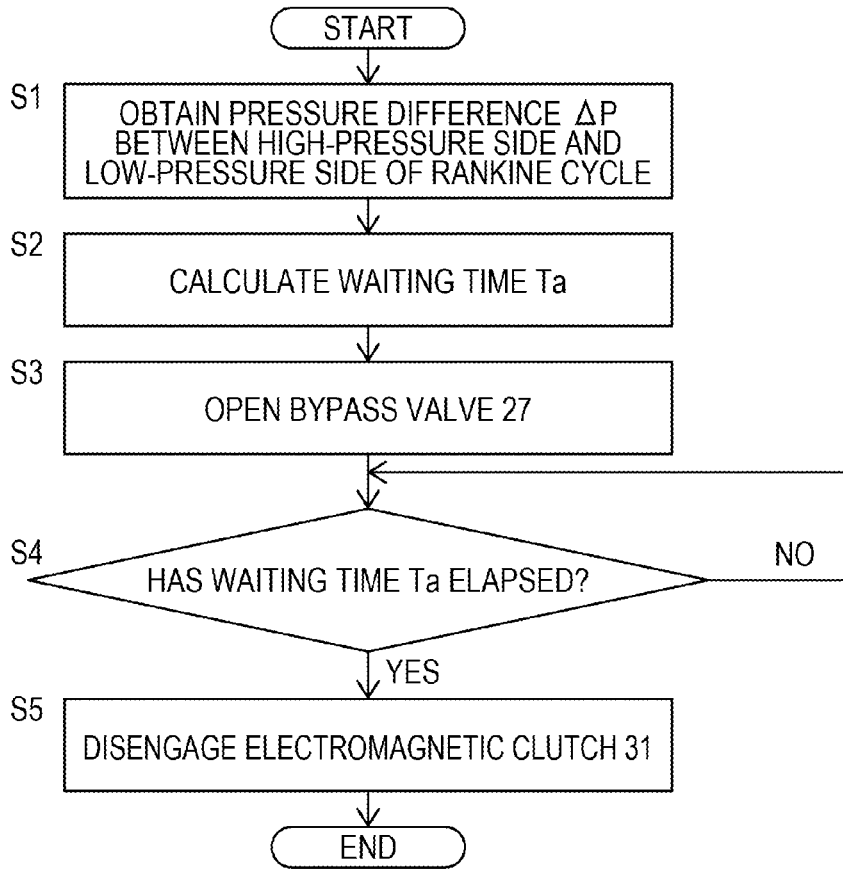 START
S1
OBTAIN PRESSURE DIFFERENCE ΔP
BETWEEN HIGH-PRESSURE SIDE AND
LOW-PRESSURE SIDE OF RANKINE CYCLE
S2
CALCULATE WAITING TIME Ta
S3
OPEN BYPASS VALVE 27
S4
HAS WAITING TIME Ta ELAPSED?
NO
YES
S5
DISENGAGE ELECTROMAGNETIC CLUTCH 31
END